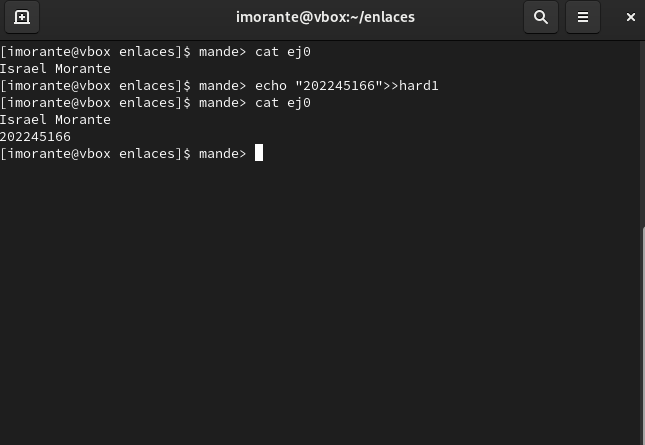 imorante@vbox:~/enlaces
[imorante@vbox enlaces]$ mande> cat ej0
Israel Morante
[imorante@vbox enlaces]$ mande> echo "202245166">>hard1
[imorante@vbox enlaces]$ mande> cat ej0
Israel Morante
202245166
[imorante@vbox enlaces]$ mande>